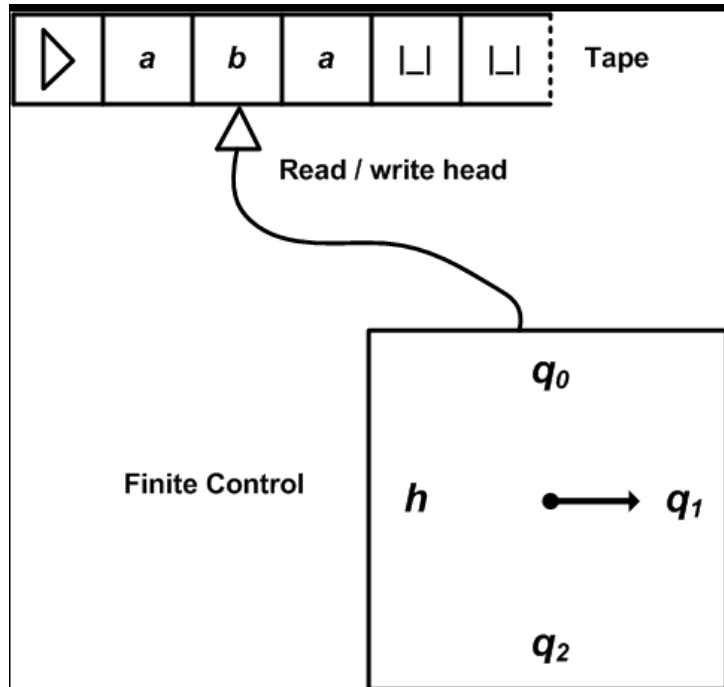 ▷ a b a |_| |_| Tape
Read / write head
q0
Finite Control h q1
q2